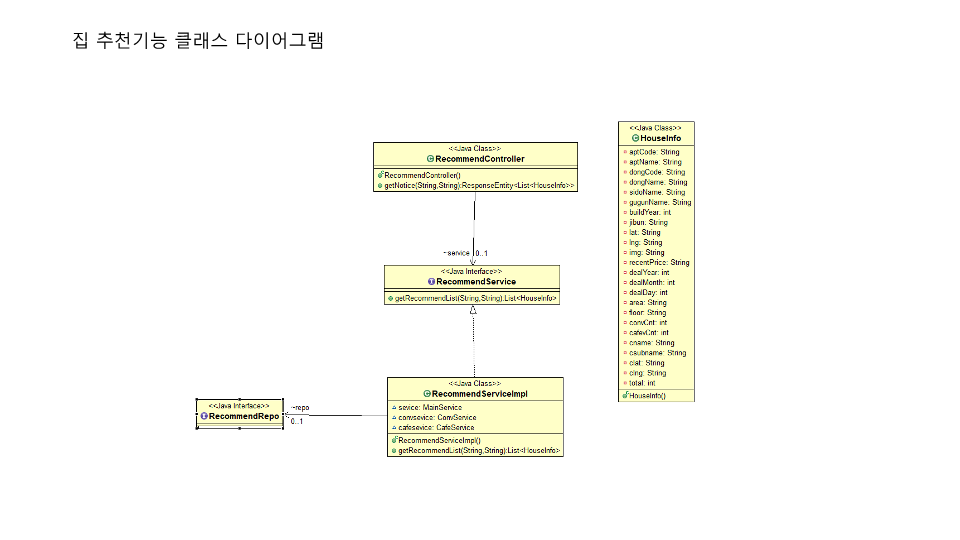 집 추천기능 클래스 다이어그램
<<Java Class>>
RecommendController
RecommendController()
getNotice(String,String):ResponseEntity<List<HouseInfo>>
~service 0..1
<<Java Interface>>
RecommendService
getRecommendList(String,String):List<HouseInfo>
<<Java Class>>
RecommendServiceImpl
sevice: MainService
convsevice: ConvService
cafesevice: CafeService
RecommendServiceImpl()
getRecommendList(String,String):List<HouseInfo>
~repo
0..1
<<Java Interface>>
RecommendRepo
<<Java Class>>
HouseInfo
aptCode: String
aptName: String
dongCode: String
dongName: String
sidoName: String
gugunName: String
buildYear: int
jibun: String
lat: String
lng: String
img: String
recentPrice: String
dealYear: int
dealMonth: int
dealDay: int
area: String
floor: String
convCnt: int
cafevCnt: int
cname: String
csubname: String
clat: String
clng: String
total: int
HouseInfo()